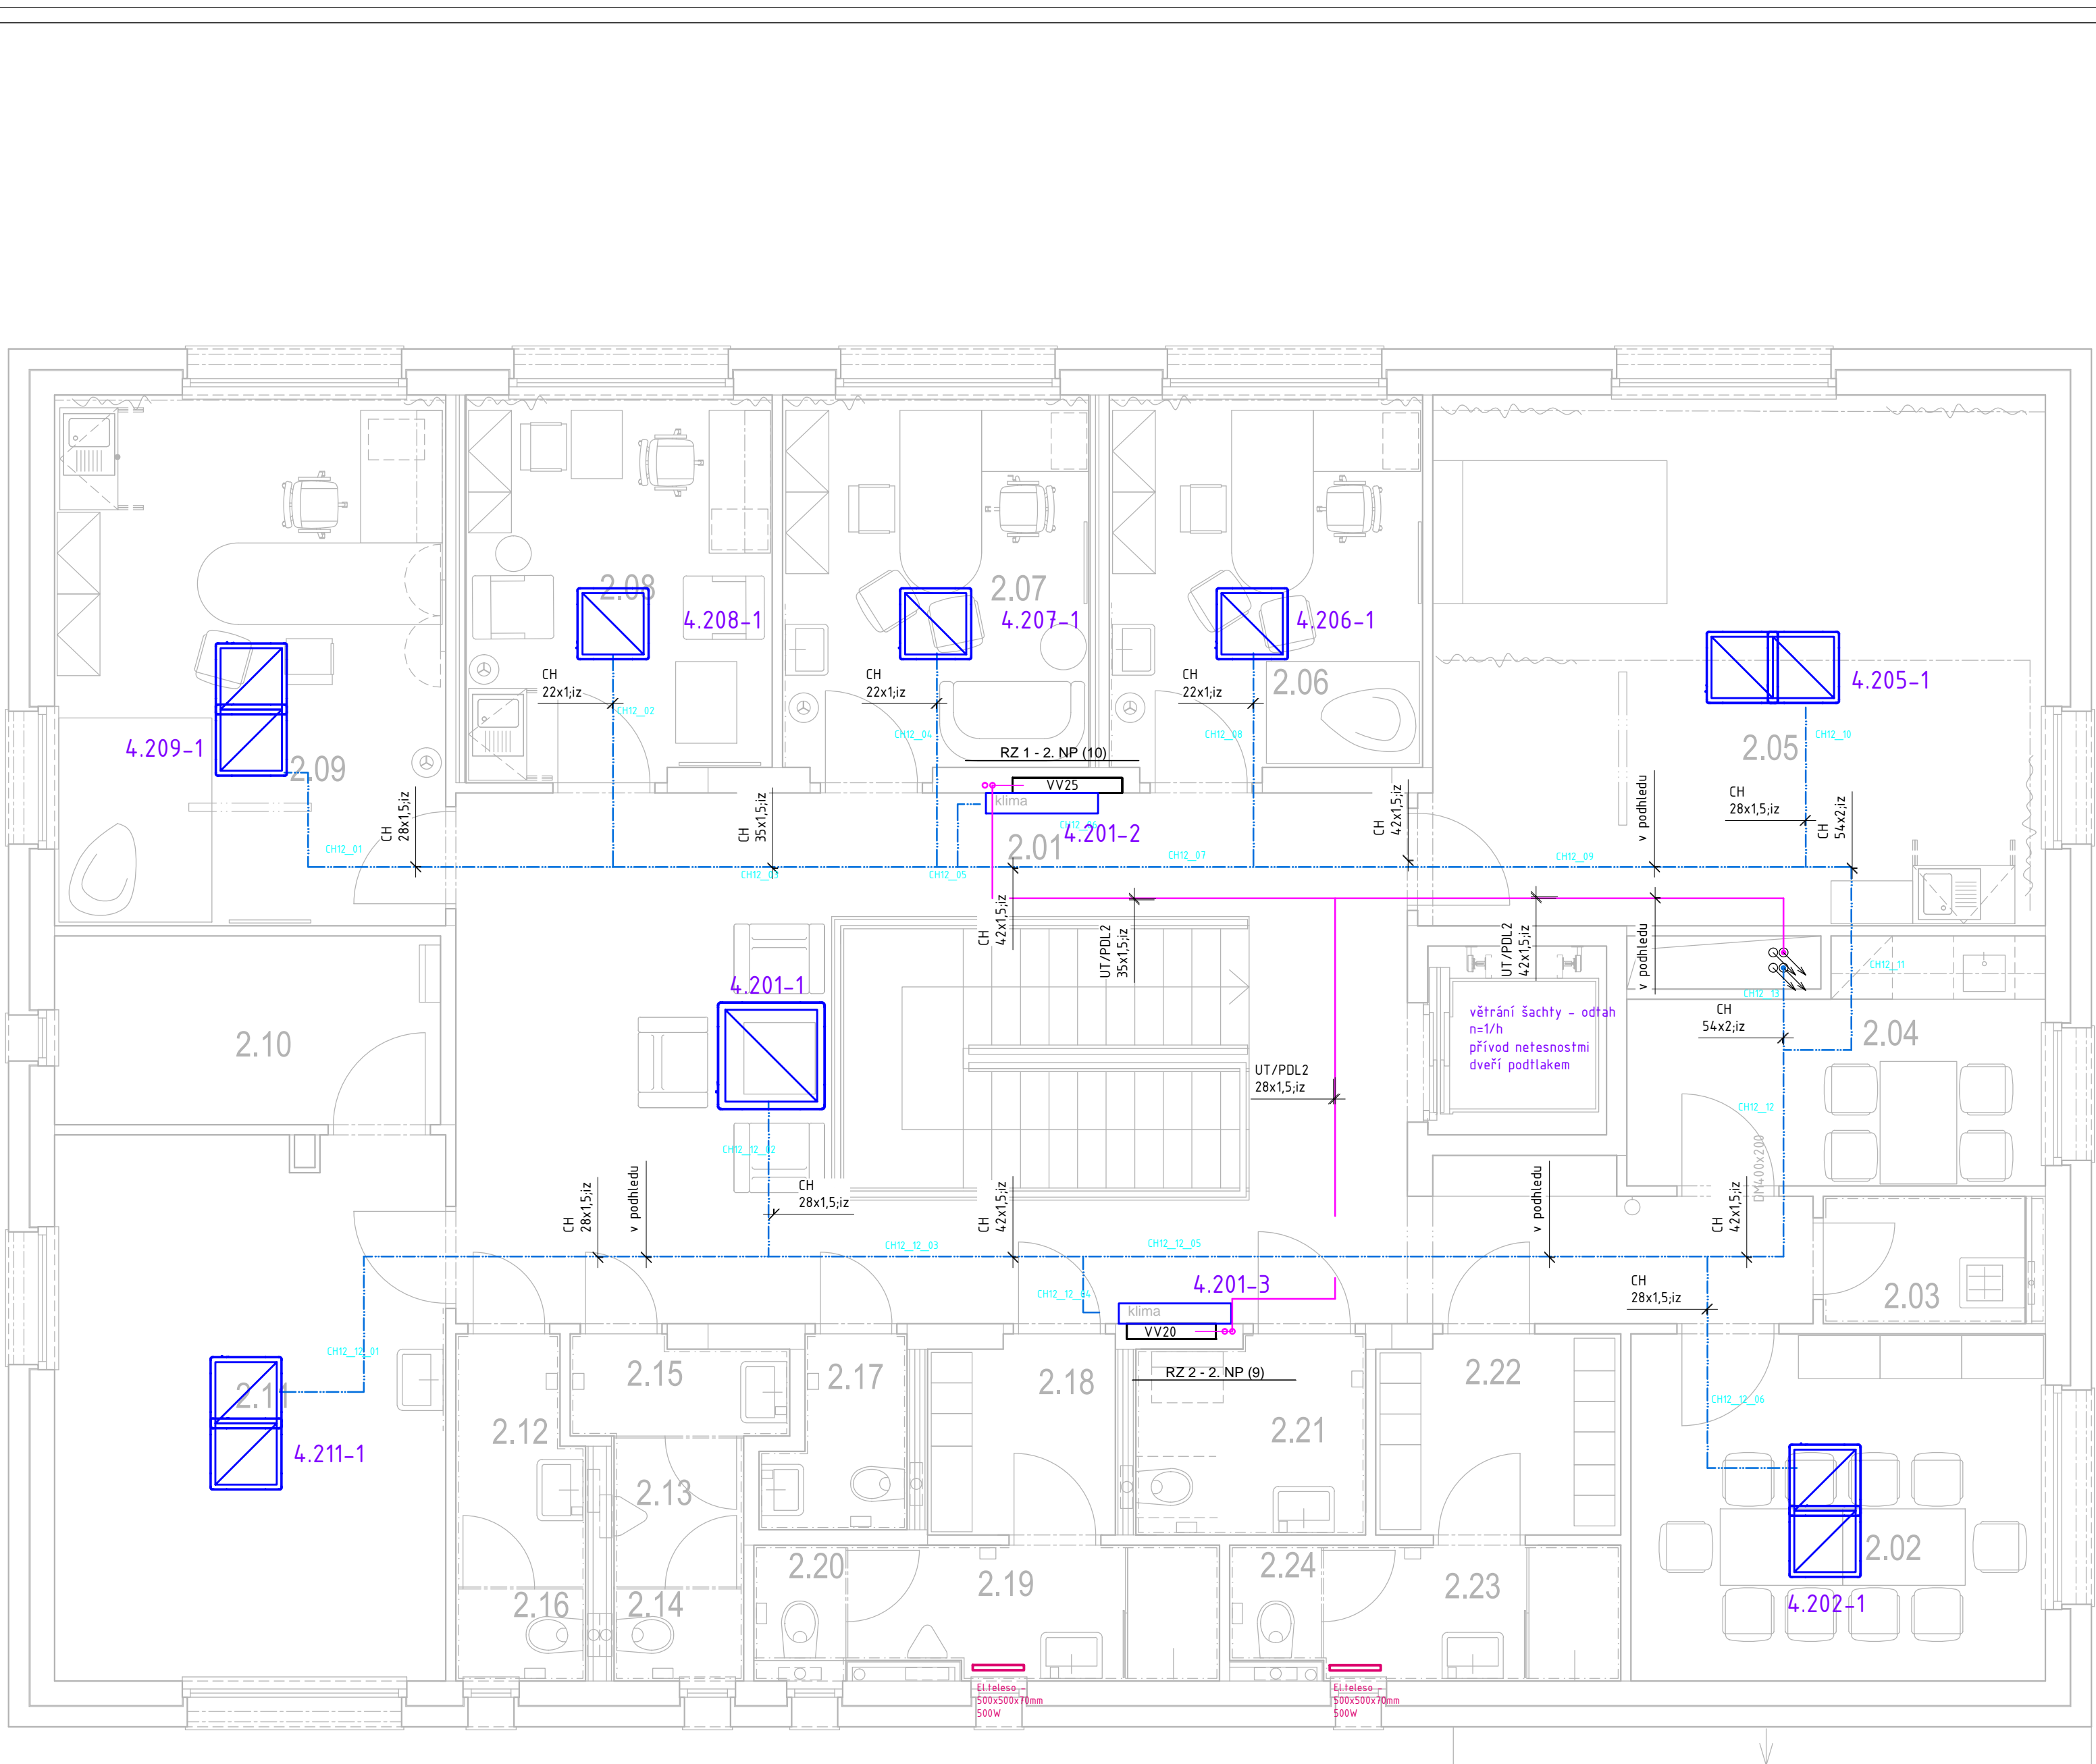 2.08
4.208-1
2.07
4.207-1
4.206-1
2.06
4.205-1
2.05
4.209-1
2.09
CH
22x1;iz
CH12_02
CH
22x1;iz
CH12_04
CH
22x1;iz
CH12_08
CH12_10
RZ 1 - 2. NP (10)
VV25
klima
CH12_06
4.201-2
2.01
CH
28x1,5;iz
CH
35x1,5;iz
CH
42x1,5;iz
v podhledu
CH
28x1,5;iz
CH
54x2;iz
CH12_01
CH12_03
CH12_05
CH12_07
CH12_09
CH
42x1,5;iz
UT/PDL2
35x1,5;iz
UT/PDL2
42x1,5;iz
v podhledu
CH12_11
CH12_13
4.201-1
větrání šachty - odtah
n=1/h
přívod netesnostmi
dveří podtlakem
CH
54x2;iz
2.04
2.10
UT/PDL2
28x1,5;iz
CH12_12
DM400x200
CH12_12_02
CH
28x1,5;iz
v podhledu
CH
28x1,5;iz
CH
42x1,5;iz
v podhledu
CH
42x1,5;iz
CH12_12_03
CH12_12_05
4.201-3
CH12_12_04
klima
VV20
CH
28x1,5;iz
2.03
CH12_12_01
RZ 2 - 2. NP (9)
2.11
4.211-1
2.15
2.17
2.18
2.22
CH12_12_06
2.12
2.21
2.13
2.02
4.202-1
2.20
2.19
2.24
2.23
2.16
2.14
El.teleso -
500x500x70mm
500W
El.teleso -
500x500x70mm
500W